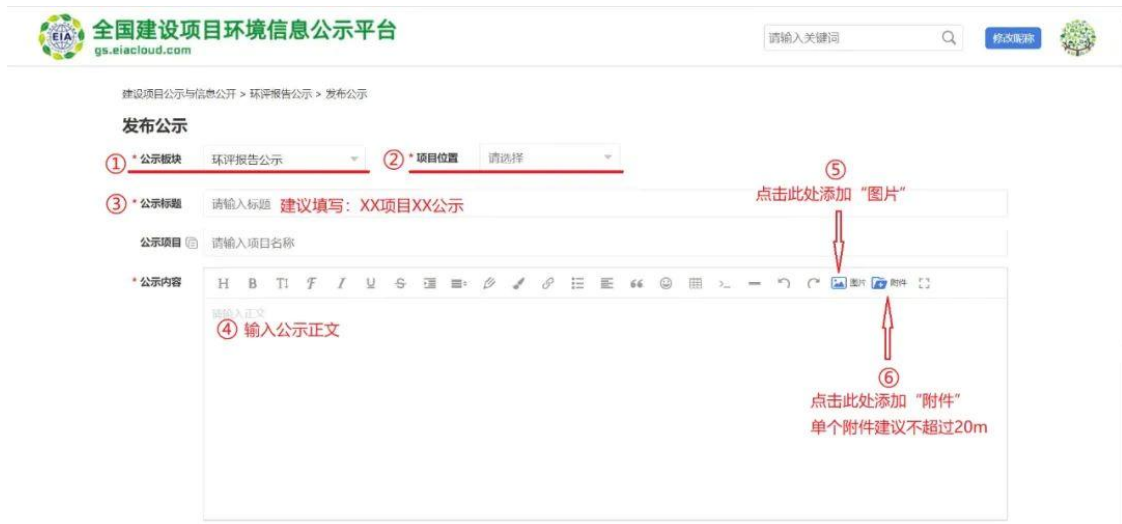 EIA 全国建设项目环境信息公示平台
gs.eiacloud.com
请输入关键词
修改昵称
建设项目公示与信息公开 > 环评报告公示 > 发布公示
发布公示
① * 公示板块 环评报告公示 ② * 项目位置 请选择
⑤
点击此处添加“图片”
③ * 公示标题 请输入标题 建议填写：XX项目XX公示
公示项目 请输入项目名称
* 公示内容 H B T I F I U S 图片 附件
请输入正文
④ 输入公示正文
⑥
点击此处添加“附件”
单个附件建议不超过20m